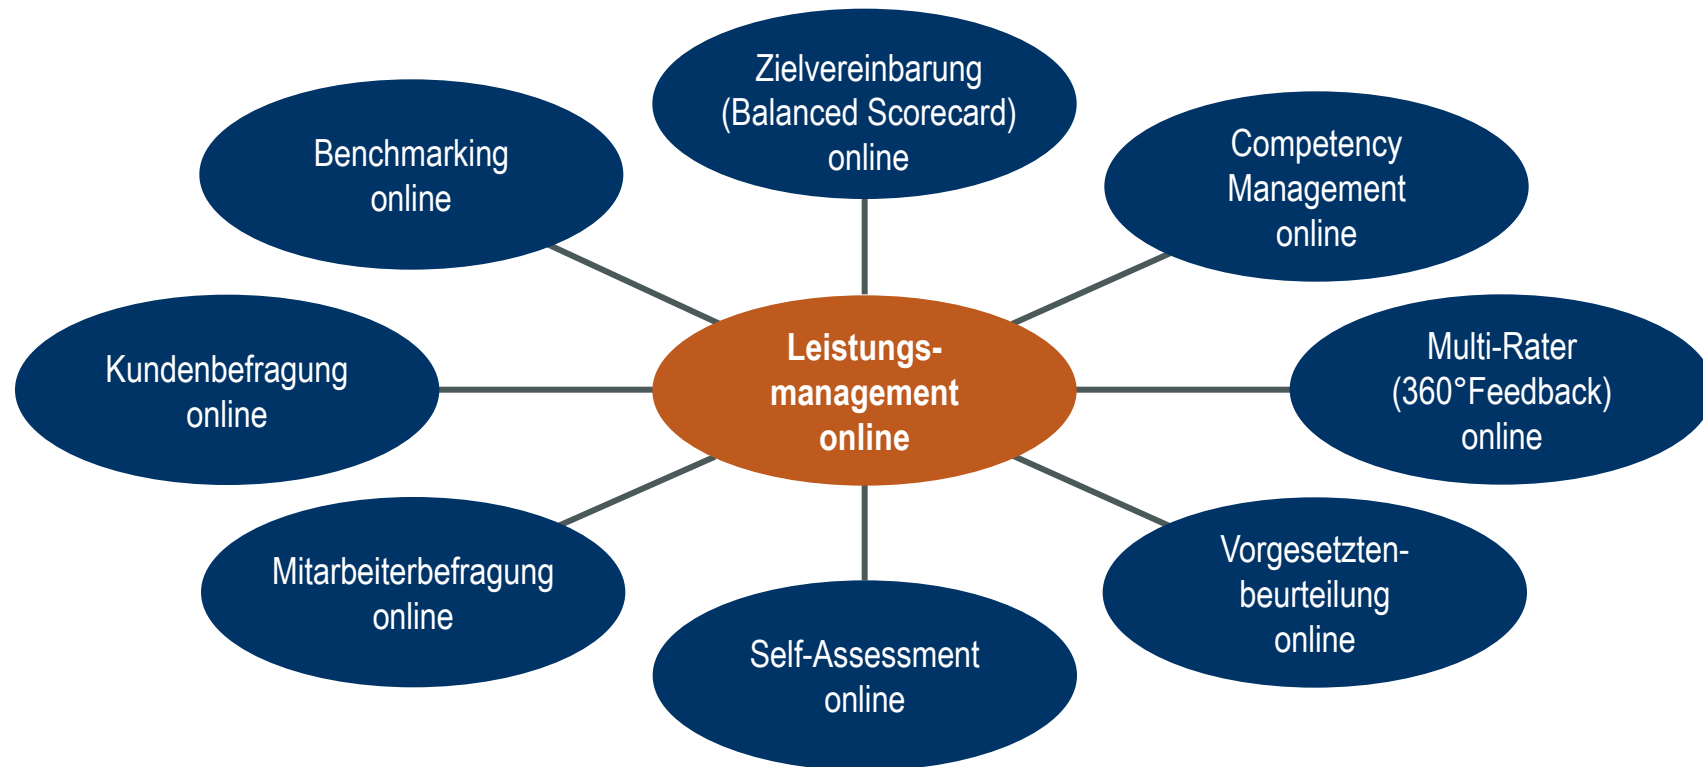 Zielvereinbarung
(Balanced Scorecard)
online
Benchmarking
online
Competency
Management
online
Kundenbefragung
online
Leistungs-
management
online
Multi-Rater
(360°Feedback)
online
Mitarbeiterbefragung
online
Vorgesetzten-
beurteilung
online
Self-Assessment
online